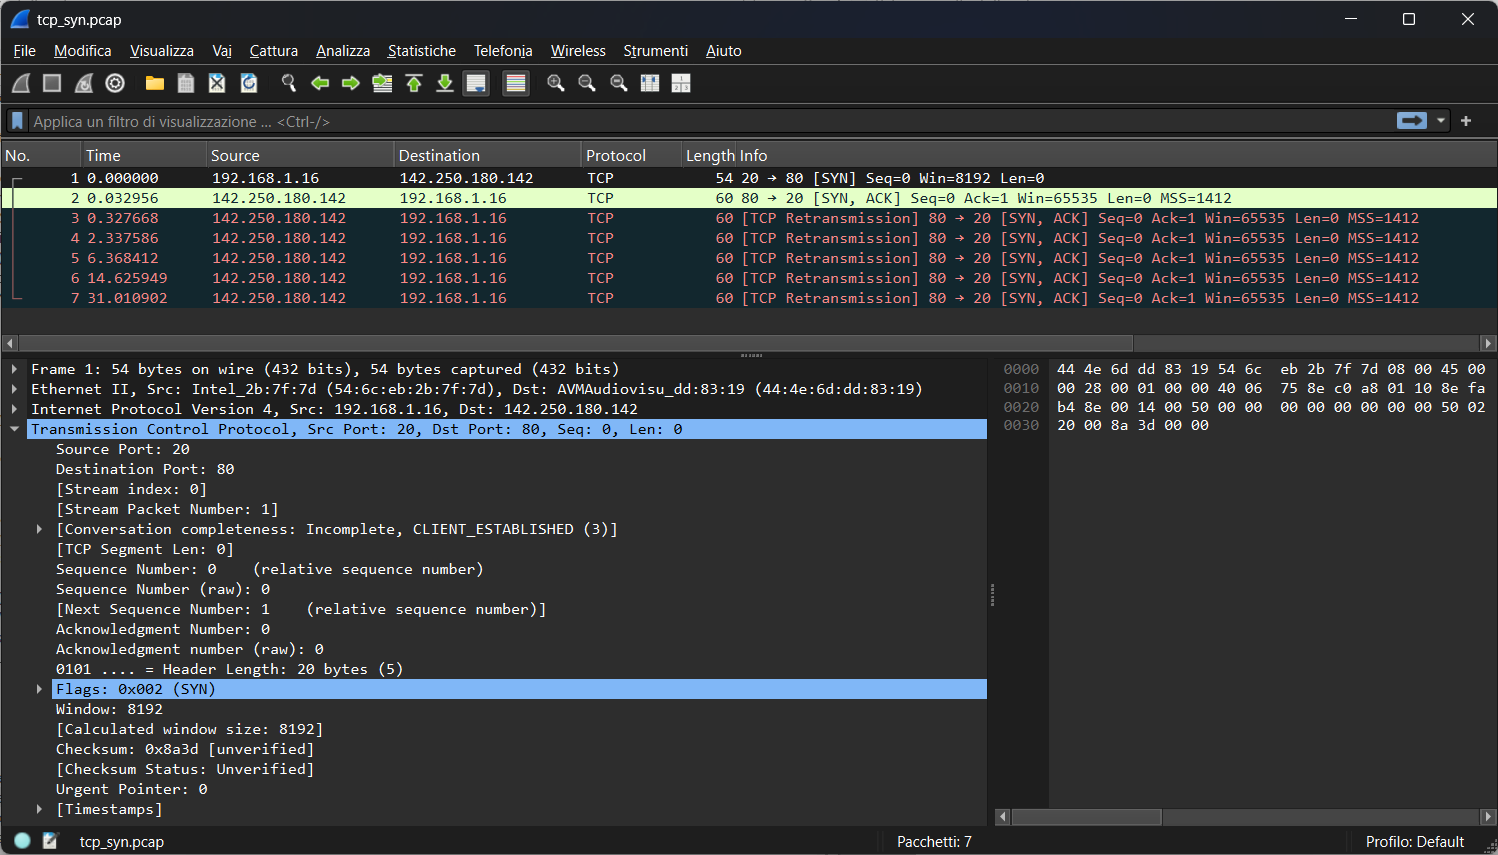 tcp_syn.pcap
File Modifica Visualizza Vai Cattura Analizza Statistiche Telefonia Wireless Strumenti Aiuto
Applica un filtro di visualizzazione ... <Ctrl-/>
No. Time Source Destination Protocol Length Info
1 0.000000 192.168.1.16 142.250.180.142 TCP 54 20 → 80 [SYN] Seq=0 Win=8192 Len=0
2 0.032956 142.250.180.142 192.168.1.16 TCP 60 80 → 20 [SYN, ACK] Seq=0 Ack=1 Win=65535 Len=0 MSS=1412
3 0.327668 142.250.180.142 192.168.1.16 TCP 60 [TCP Retransmission] 80 → 20 [SYN, ACK] Seq=0 Ack=1 Win=65535 Len=0 MSS=1412
4 2.337586 142.250.180.142 192.168.1.16 TCP 60 [TCP Retransmission] 80 → 20 [SYN, ACK] Seq=0 Ack=1 Win=65535 Len=0 MSS=1412
5 6.368412 142.250.180.142 192.168.1.16 TCP 60 [TCP Retransmission] 80 → 20 [SYN, ACK] Seq=0 Ack=1 Win=65535 Len=0 MSS=1412
6 14.625949 142.250.180.142 192.168.1.16 TCP 60 [TCP Retransmission] 80 → 20 [SYN, ACK] Seq=0 Ack=1 Win=65535 Len=0 MSS=1412
7 31.010902 142.250.180.142 192.168.1.16 TCP 60 [TCP Retransmission] 80 → 20 [SYN, ACK] Seq=0 Ack=1 Win=65535 Len=0 MSS=1412
Frame 1: 54 bytes on wire (432 bits), 54 bytes captured (432 bits)
Ethernet II, Src: Intel_2b:7f:7d (54:6c:eb:2b:7f:7d), Dst: AVMAudiovisu_dd:83:19 (44:4e:6d:dd:83:19)
Internet Protocol Version 4, Src: 192.168.1.16, Dst: 142.250.180.142
Transmission Control Protocol, Src Port: 20, Dst Port: 80, Seq: 0, Len: 0
Source Port: 20
Destination Port: 80
[Stream index: 0]
[Stream Packet Number: 1]
[Conversation completeness: Incomplete, CLIENT_ESTABLISHED (3)]
[TCP Segment Len: 0]
Sequence Number: 0 (relative sequence number)
Sequence Number (raw): 0
[Next Sequence Number: 1 (relative sequence number)]
Acknowledgment Number: 0
Acknowledgment number (raw): 0
0101 .... = Header Length: 20 bytes (5)
Flags: 0x002 (SYN)
Window: 8192
[Calculated window size: 8192]
Checksum: 0x8a3d [unverified]
[Checksum Status: Unverified]
Urgent Pointer: 0
[Timestamps]
0000 44 4e 6d dd 83 19 54 6c eb 2b 7f 7d 08 00 45 00
0010 00 28 00 01 00 00 40 06 75 8e c0 a8 01 10 8e fa
0020 b4 8e 00 14 00 50 00 00 00 00 00 00 00 00 50 02
0030 20 00 8a 3d 00 00
tcp_syn.pcap Pacchetti: 7 Profilo: Default